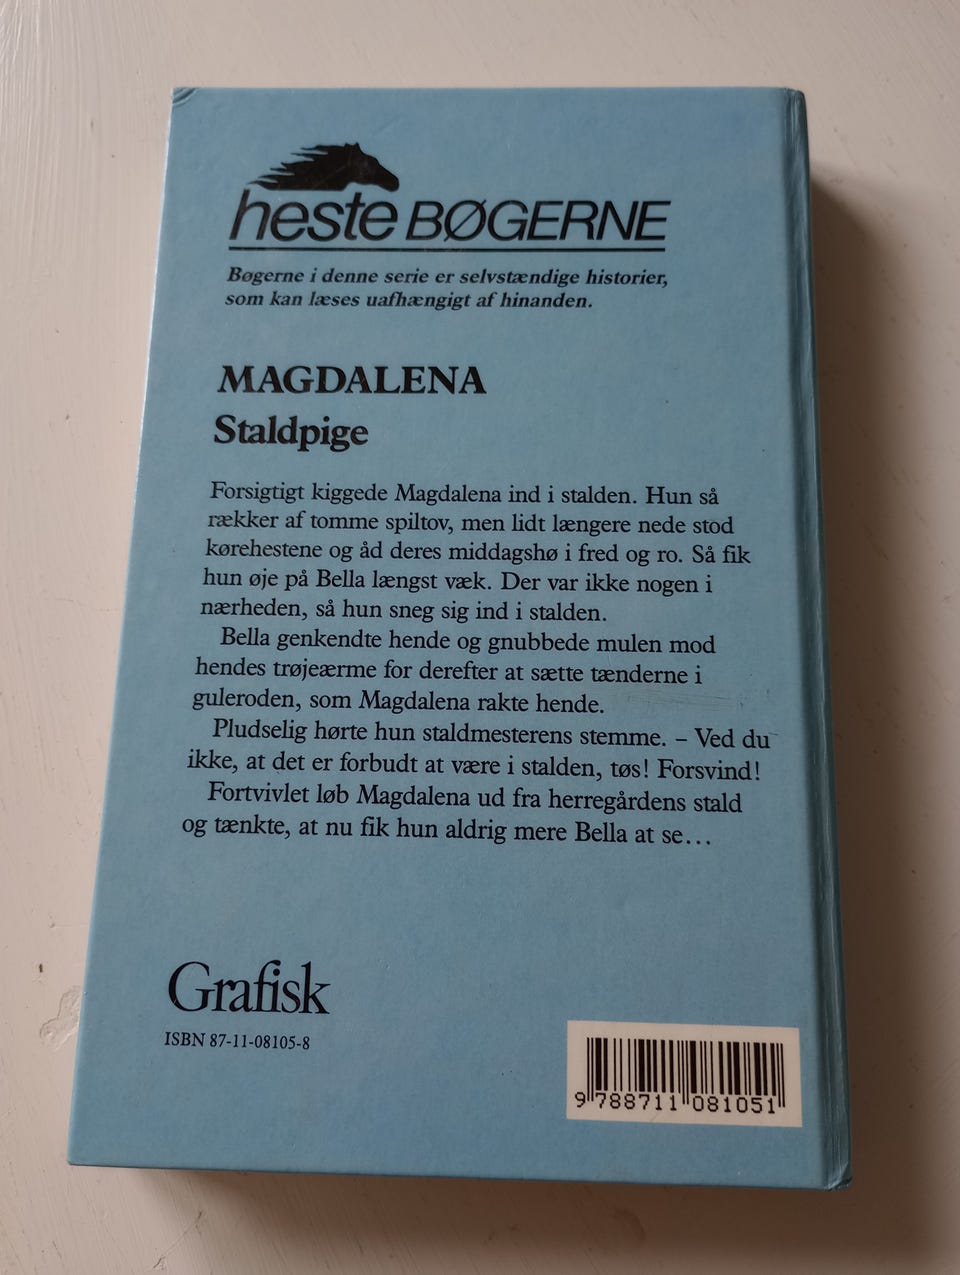 heste BØGERNE
Bøgerne i denne serie er selvstændige historier,
som kan læses uafhængigt af hinanden.
MAGDALENA
Staldpige
Forsigtigt kiggede Magdalena ind i stalden. Hun så
rækker af tomme spiltov, men lidt længere nede stod
kørehestene og åd deres middagshø i fred og ro. Så fik
hun øje på Bella længst væk. Der var ikke nogen i
nærheden, så hun sneg sig ind i stalden.
Bella genkendte hende og gnubbede mulen mod
hendes trøjeærme for derefter at sætte tænderne i
guleroden, som Magdalena rakte hende.
Pludselig hørte hun staldmesterens stemme. – Ved du
ikke, at det er forbudt at være i stalden, tøs! Forsvind!
Fortvivlet løb Magdalena ud fra herregårdens stald
og tænkte, at nu fik hun aldrig mere Bella at se...
Grafisk
ISBN 87-11-08105-8
9 788711 081051